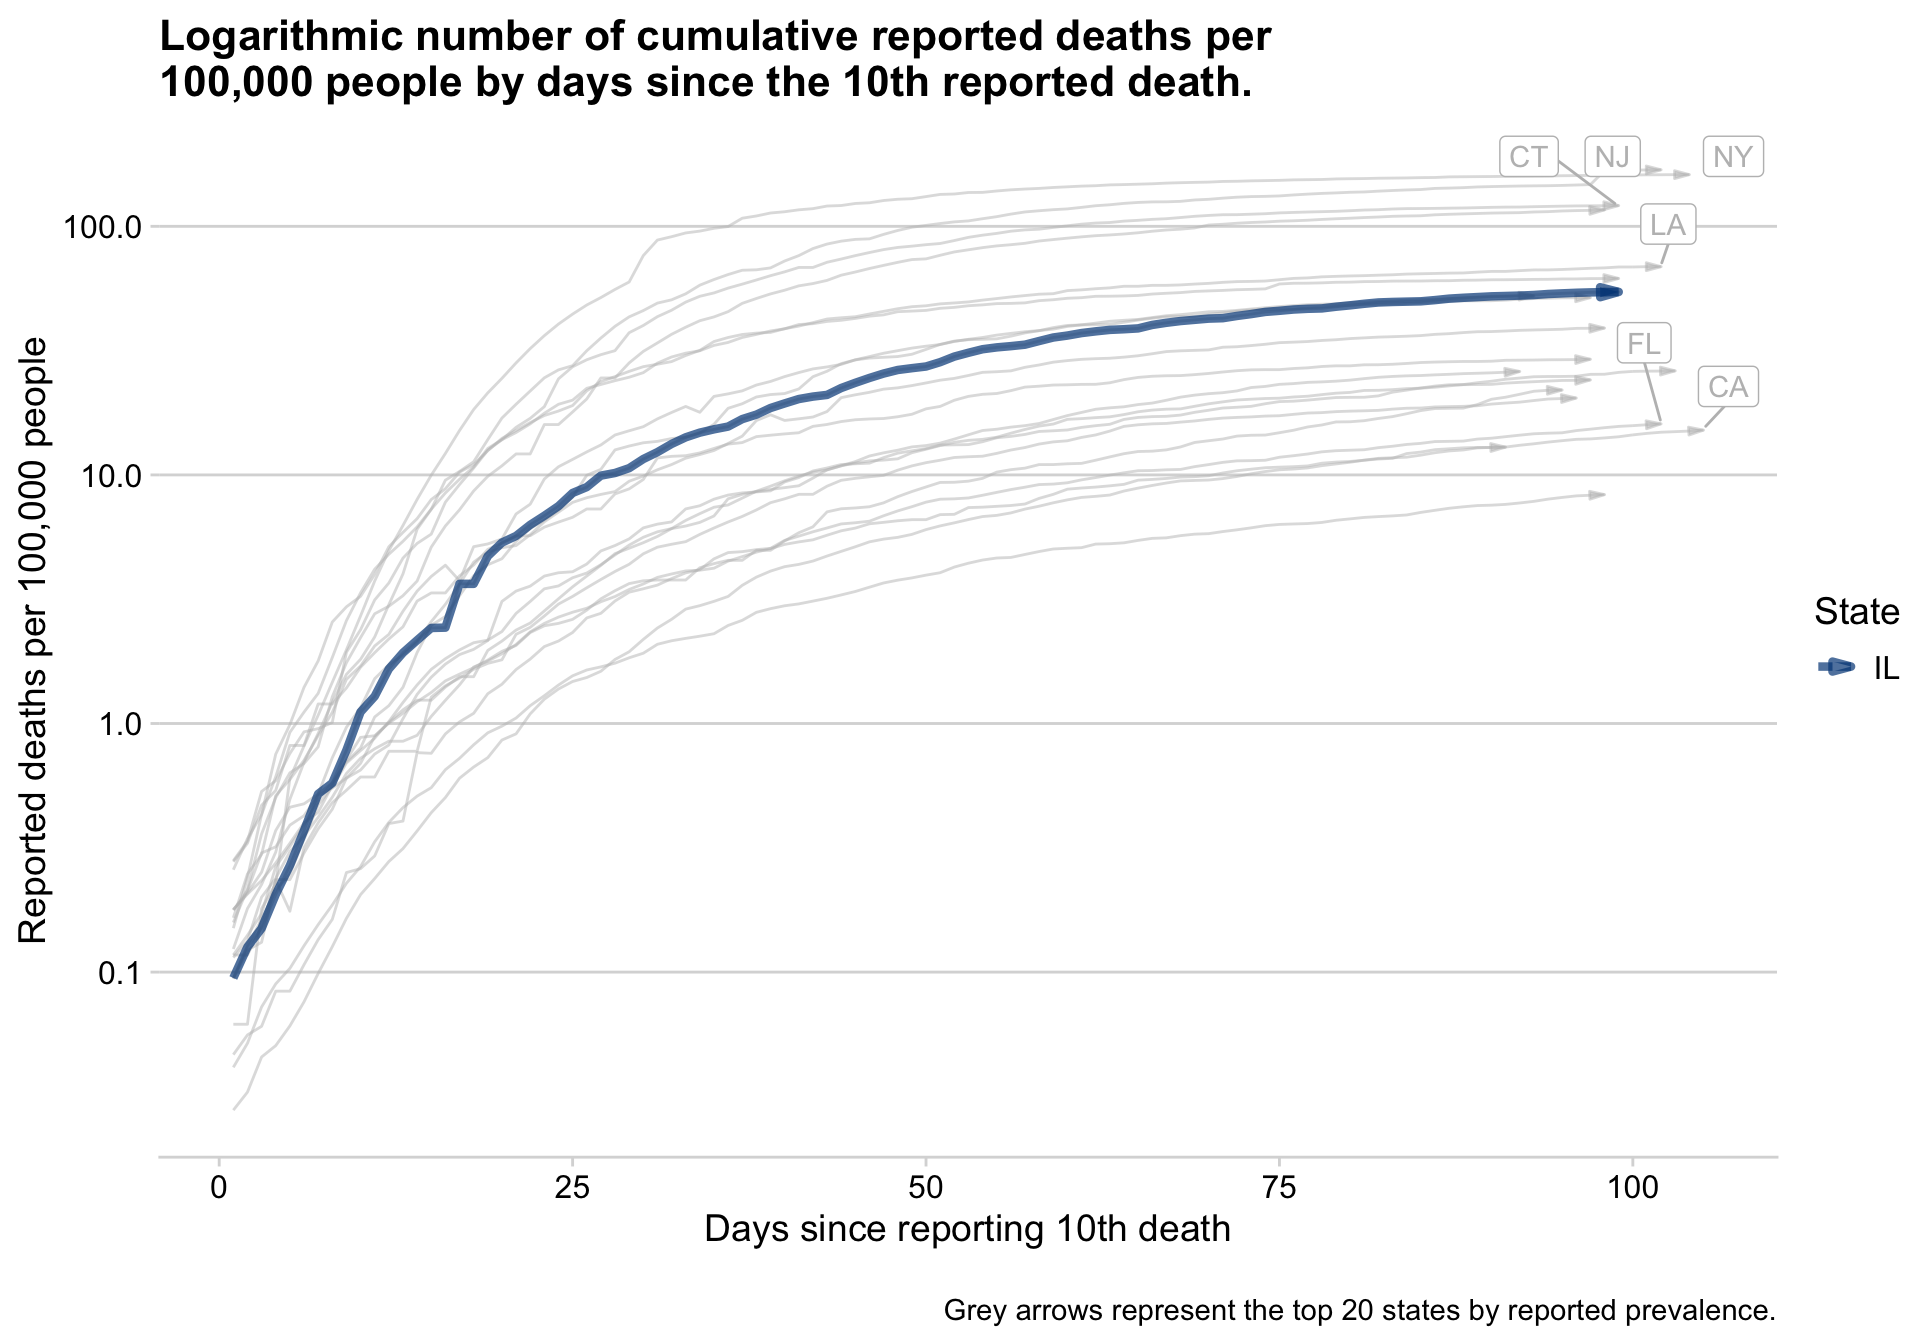 Logarithmic number of cumulative reported deaths per
100,000 people by days since the 10th reported death.
CT
NJ
NY
LA
FL
CA
Reported deaths per 100,000 people
100.0
10.0
1.0
0.1
State
IL
0
25
50
75
100
Days since reporting 10th death
Grey arrows represent the top 20 states by reported prevalence.